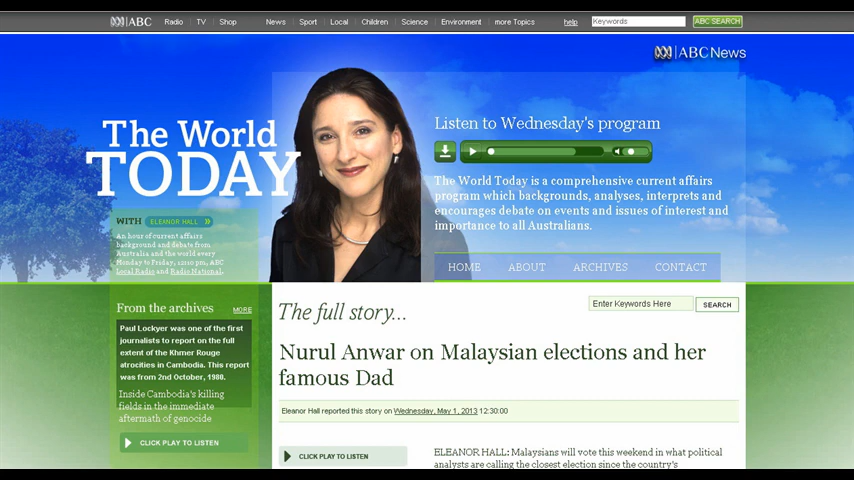 ABC Radio TV Shop News Sport Local Children Science Environment more Topics help Keywords ABC SEARCH
ABC News
The World
TODAY
WITH ELEANOR HALL »
An hour of current affairs
background and debate from
Australia and the world every
Monday to Friday, 12:10 pm, ABC
Local Radio and Radio National.
Listen to Wednesday's program
The World Today is a comprehensive current affairs
program which backgrounds, analyses, interprets and
encourages debate on events and issues of interest and
importance to all Australians.
HOME ABOUT ARCHIVES CONTACT
From the archives MORE
Paul Lockyer was one of the first
journalists to report on the full
extent of the Khmer Rouge
atrocities in Cambodia. This report
was from 2nd October, 1980.
Inside Cambodia's killing
fields in the immediate
aftermath of genocide
CLICK PLAY TO LISTEN
The full story...
Enter Keywords Here SEARCH
Nurul Anwar on Malaysian elections and her
famous Dad
Eleanor Hall reported this story on Wednesday, May 1, 2013 12:30:00
CLICK PLAY TO LISTEN
ELEANOR HALL: Malaysians will vote this weekend in what political
analysts are calling the closest election since the country's